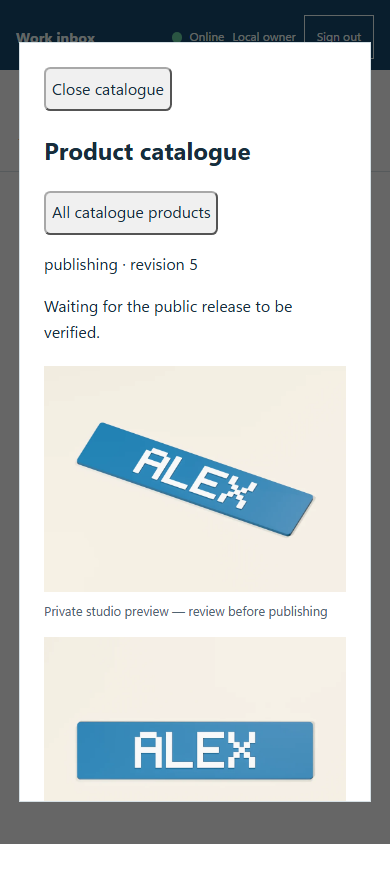 Work inbox
Online
Local owner
Sign out
Close catalogue
Product catalogue
All catalogue products
publishing · revision 5
Waiting for the public release to be
verified.
ALEX
Private studio preview — review before publishing
ALEX